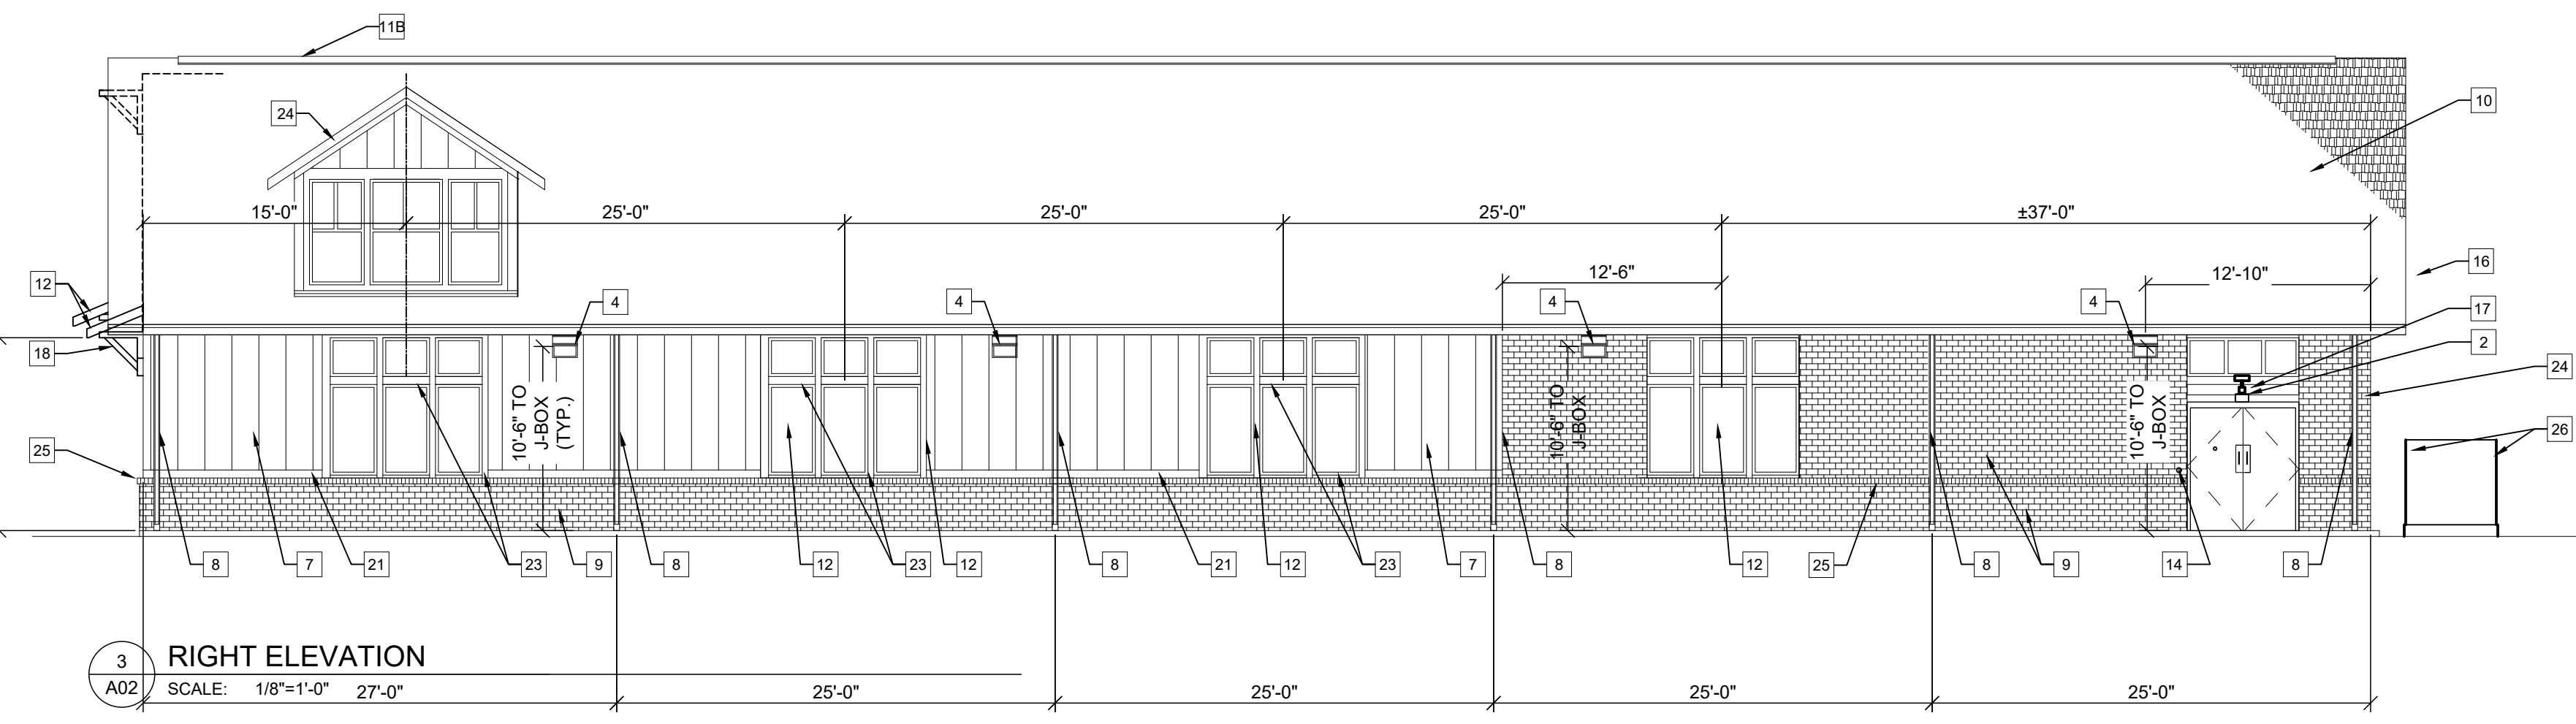 11B
24
10
15'-0" 25'-0" 25'-0" 25'-0" ±37'-0"
12'-6" 12'-10"
16
12
4 4 4 4
17
2
18
24
10'-6" TO
J-BOX
(TYP.)
10'-6" TO
J-BOX
10'-6" TO
J-BOX
25
26
8 7 21 23 9 8 12 23 12 8 21 12 23 7 8 12 25 8 9 14 8
3
A02
RIGHT ELEVATION
SCALE: 1/8"=1'-0"
27'-0" 25'-0" 25'-0" 25'-0" 25'-0"